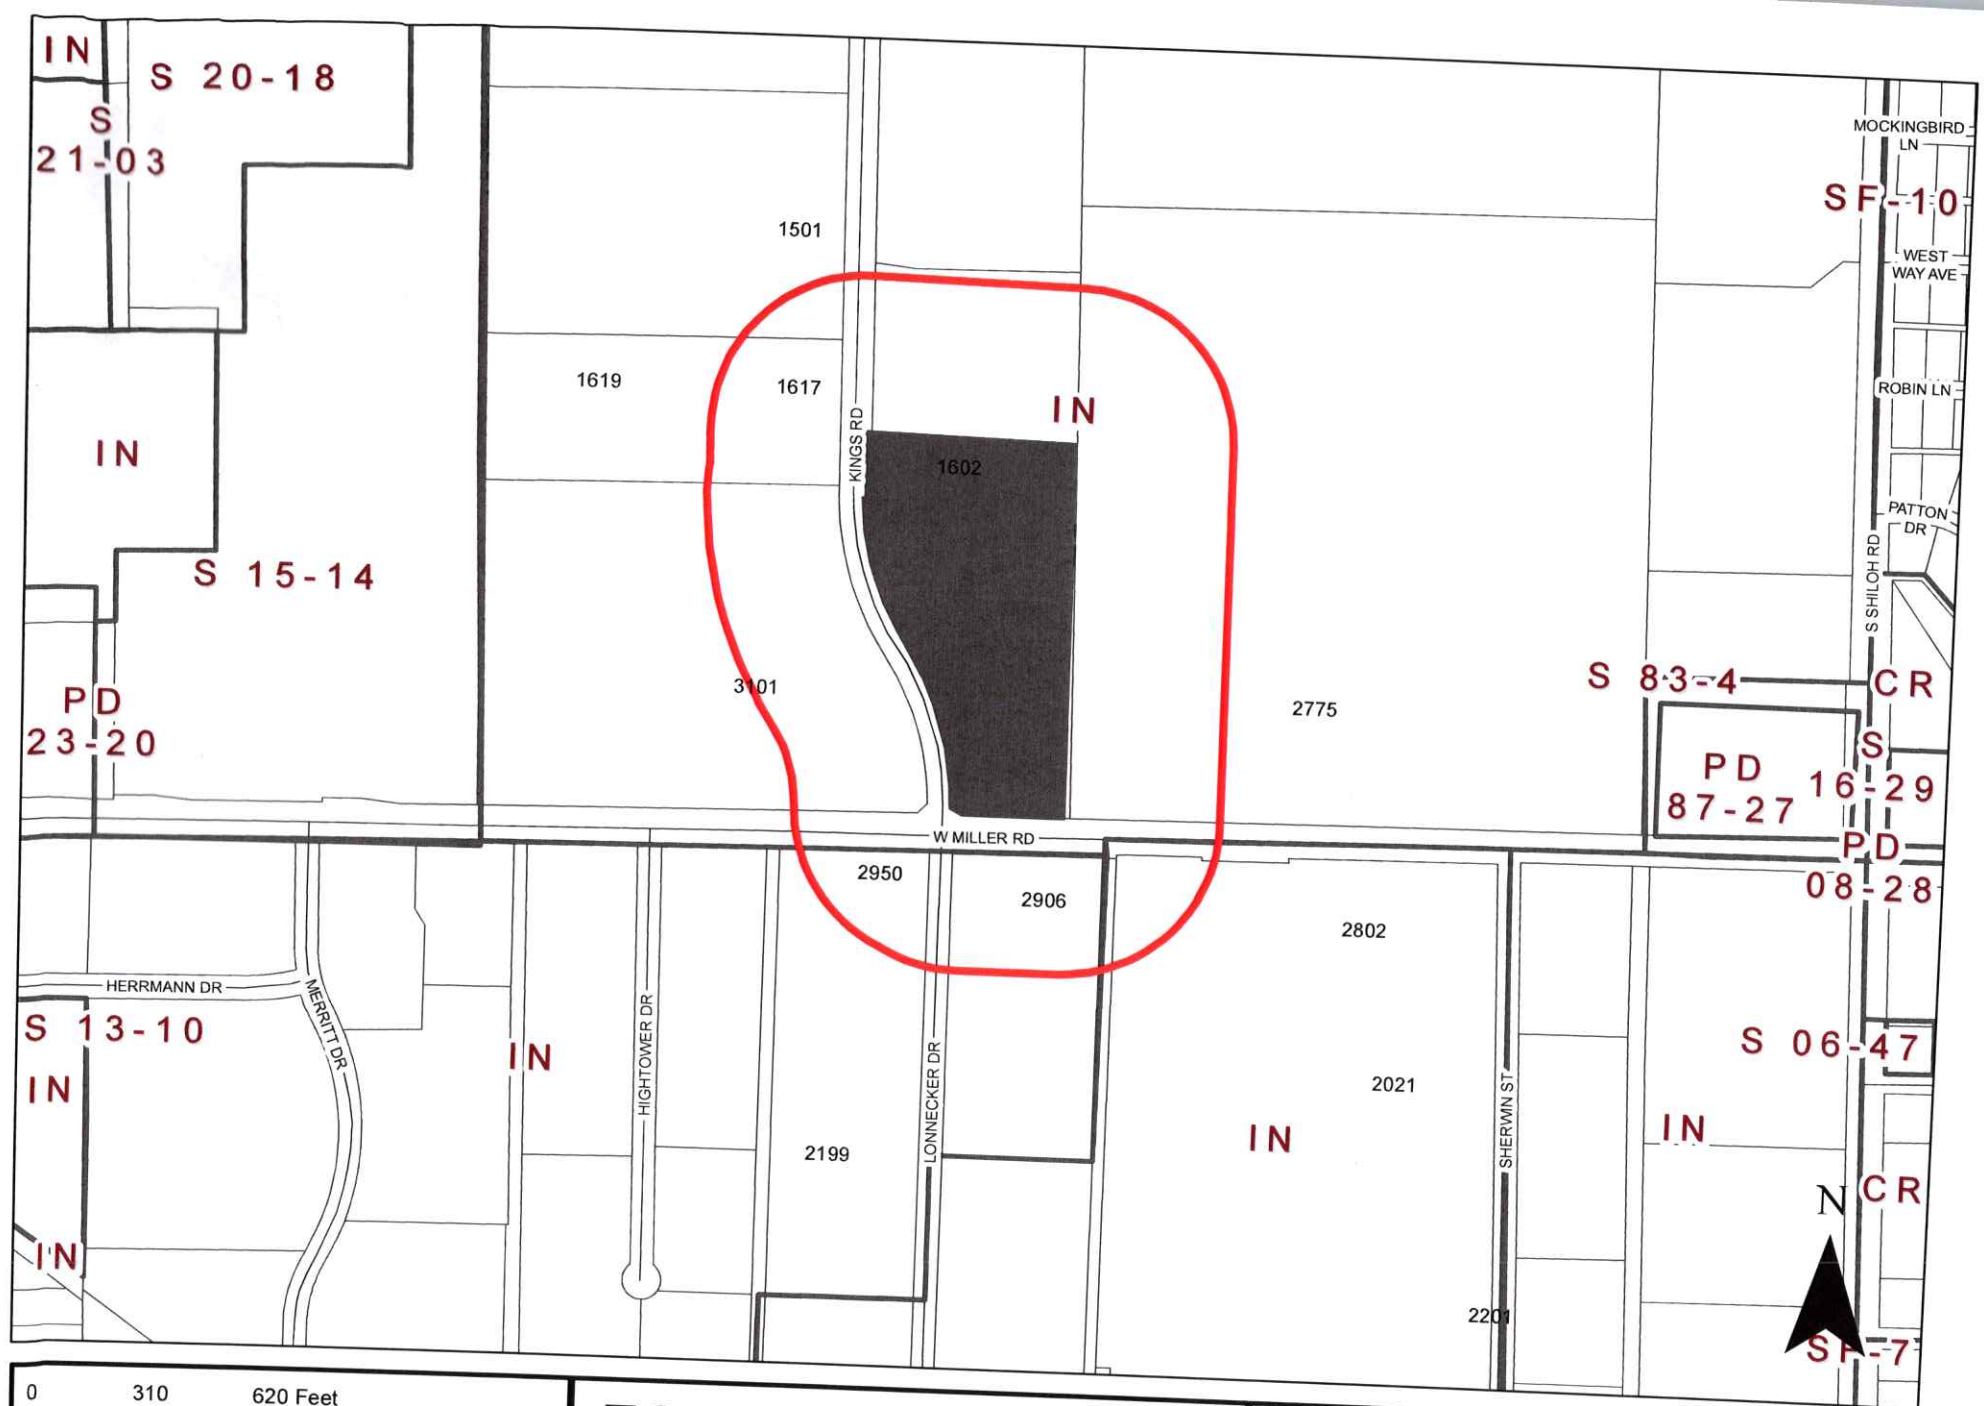 IN
S 20-18
S
21-03
MOCKINGBIRD
LN
SF-10
1501
WEST
WAY AVE
1619
1617
IN
KINGS RD
ROBIN LN
IN
1602
PATTON
DR
S 15-14
S SHILOH RD
3101
2775
S 83-4
CR
PD
23-20
S
16-29
PD
87-27
W MILLER RD
PD
08-28
2950
2906
2802
HERRMANN DR
MERRITT DR
S 13-10
IN
IN
HIGHTOWER DR
LONNECKER DR
2021
SHERWIN ST
S 06-47
IN
IN
2199
N
CR
IN
2201
SF-7
0 310 620 Feet